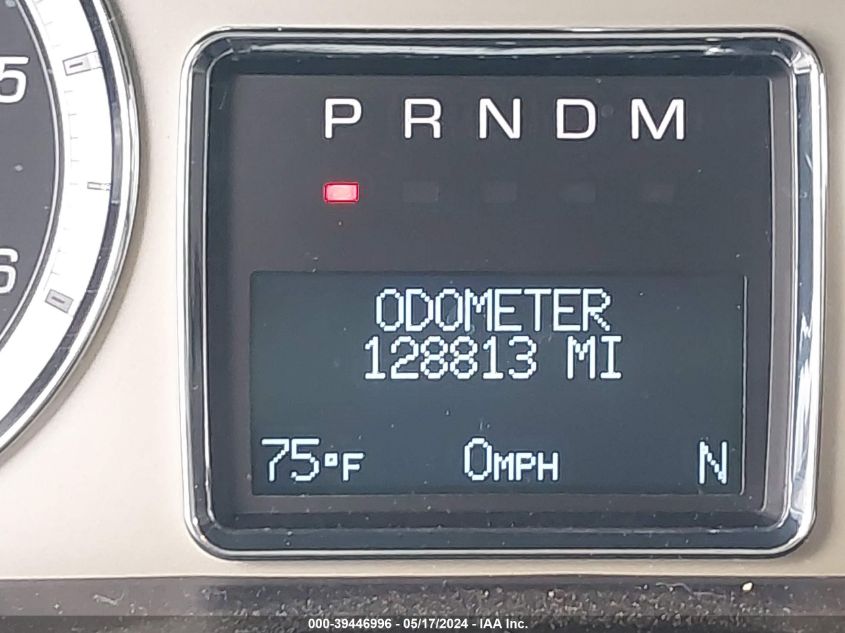 5
6
P R N D M
ODOMETER
128813 MI
75°F 0MPH N
000-39446996 - 05/17/2024 - IAA Inc.